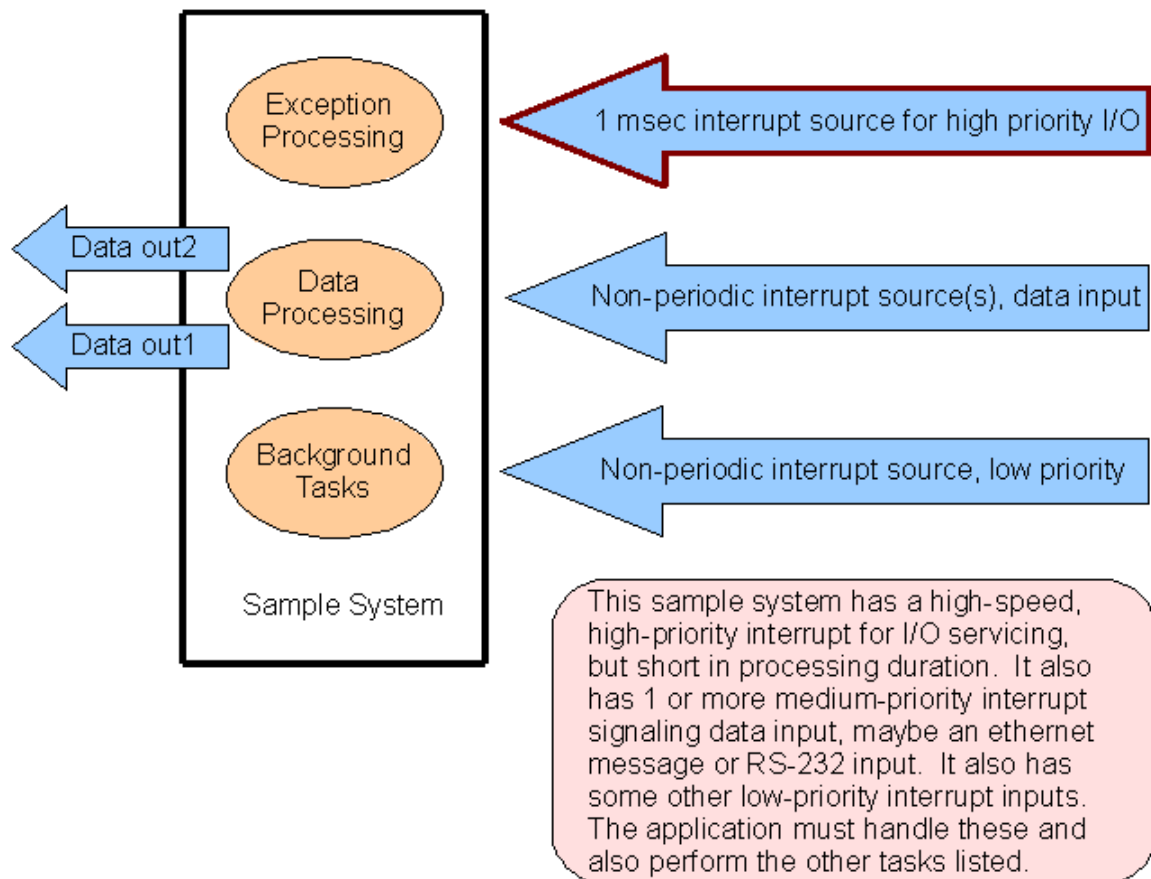 Exception
Processing
1 msec interrupt source for high priority I/O
Data out2
Data
Processing
Non-periodic interrupt source(s), data input
Data out1
Background
Tasks
Non-periodic interrupt source, low priority
Sample System
This sample system has a high-speed,
high-priority interrupt for I/O servicing,
but short in processing duration.  It also
has 1 or more medium-priority interrupt
signaling data input, maybe an ethernet
message or RS-232 input.  It also has
some other low-priority interrupt inputs.
The application must handle these and
also perform the other tasks listed.